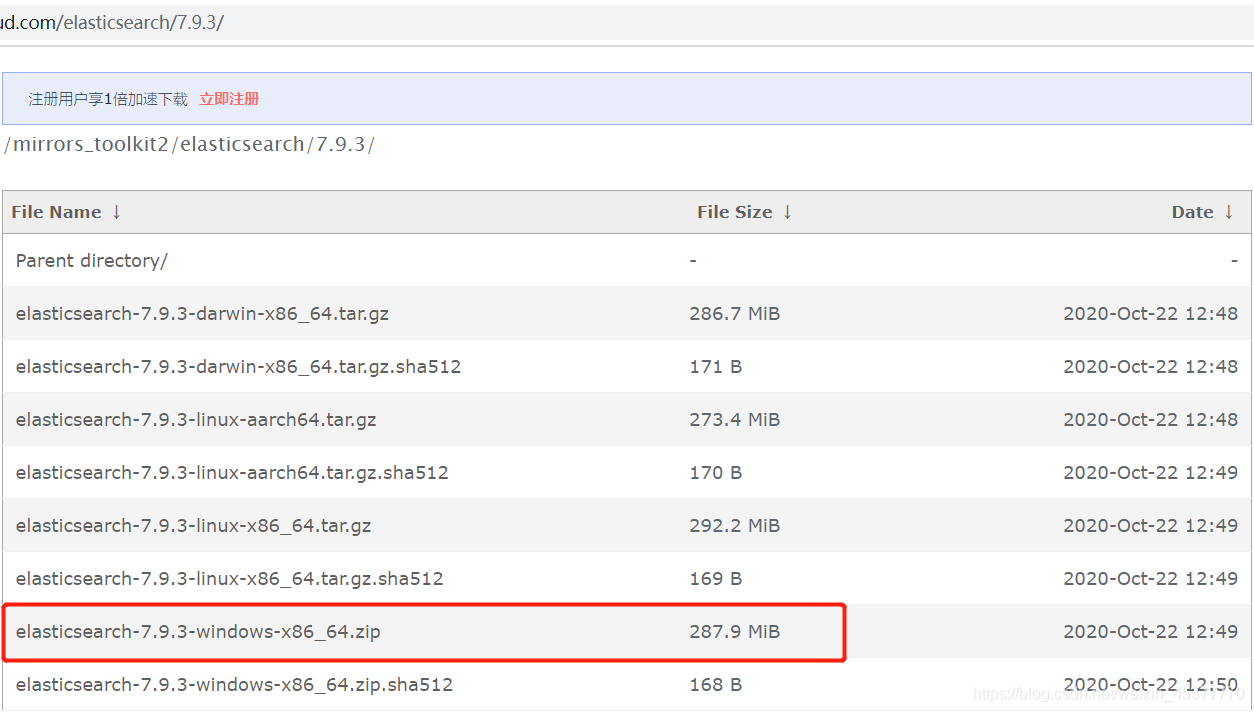 ud.com/elasticsearch/7.9.3/
注册用户享1倍加速下载 立即注册
/mirrors_toolkit2/elasticsearch/7.9.3/
File Name ↓ File Size ↓ Date ↓
Parent directory/ - -
elasticsearch-7.9.3-darwin-x86_64.tar.gz 286.7 MiB 2020-Oct-22 12:48
elasticsearch-7.9.3-darwin-x86_64.tar.gz.sha512 171 B 2020-Oct-22 12:48
elasticsearch-7.9.3-linux-aarch64.tar.gz 273.4 MiB 2020-Oct-22 12:48
elasticsearch-7.9.3-linux-aarch64.tar.gz.sha512 170 B 2020-Oct-22 12:49
elasticsearch-7.9.3-linux-x86_64.tar.gz 292.2 MiB 2020-Oct-22 12:49
elasticsearch-7.9.3-linux-x86_64.tar.gz.sha512 169 B 2020-Oct-22 12:49
elasticsearch-7.9.3-windows-x86_64.zip 287.9 MiB 2020-Oct-22 12:49
elasticsearch-7.9.3-windows-x86_64.zip.sha512 168 B 2020-Oct-22 12:50